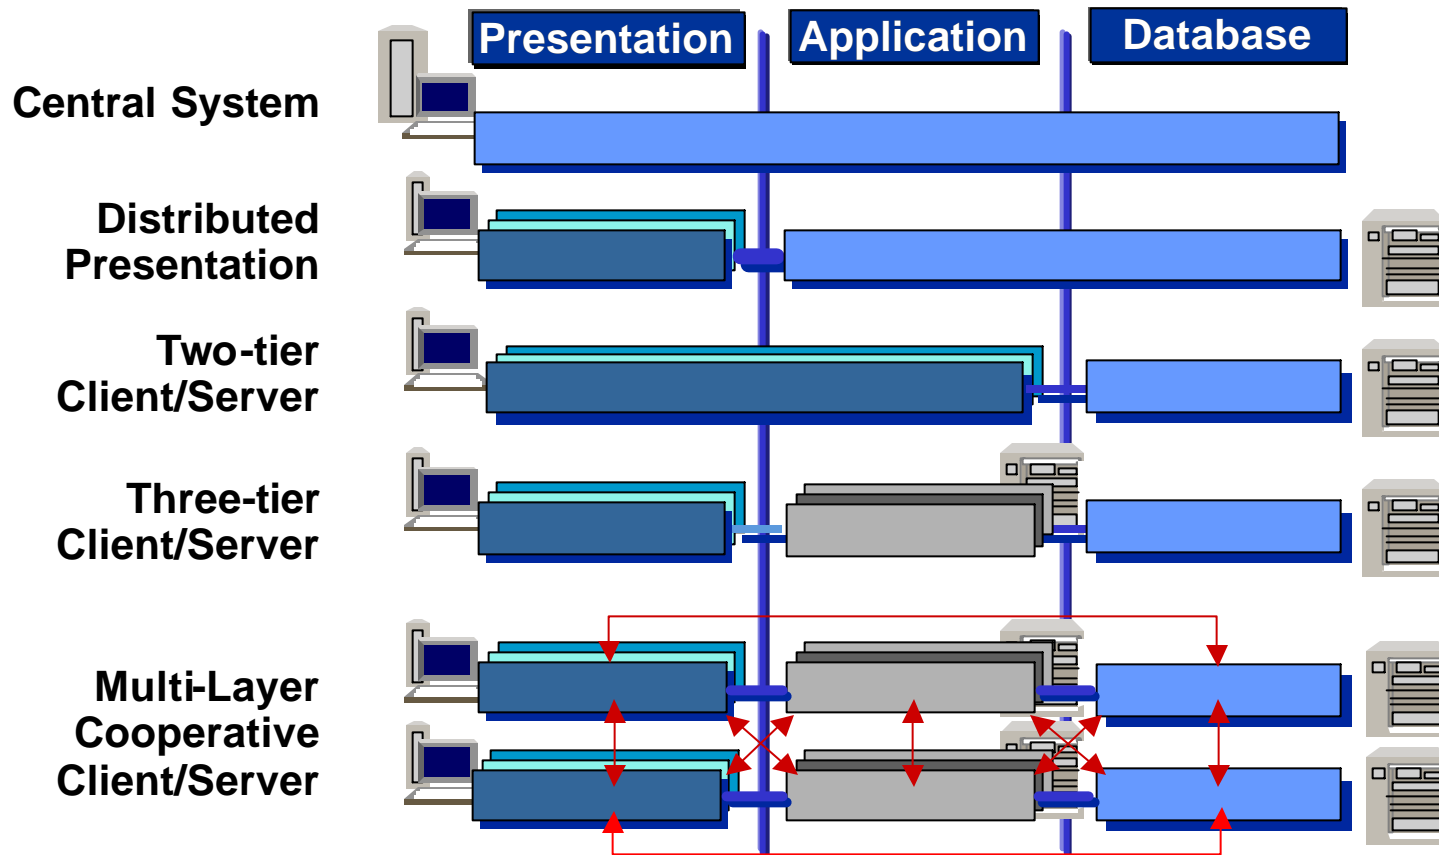 Presentation
Application
Database
Central System
Distributed
Presentation
Two-tier
Client/Server
Three-tier
Client/Server
Multi-Layer
Cooperative
Client/Server